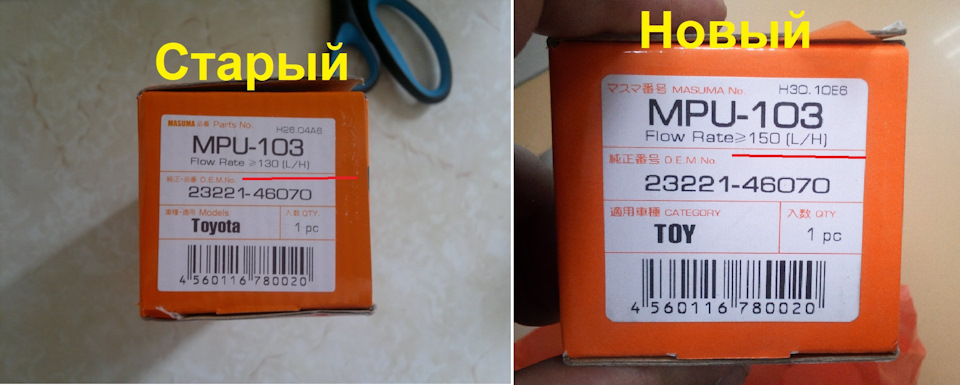 Старый
MASUMA 品番 Parts No.
H26.04A6
MPU-103
Flow Rate ≥130 (L/H)
純正・品番 O.E.M.No.
23221-46070
車種・適用 Models
入数 QTY.
Toyota
1 pc
4 560116 780020
Новый
マスマ番号 MASUMA No.
H30.10E6
MPU-103
Flow Rate≥150 (L/H)
純正番号 O.E.M No.
23221-46070
適用車種 CATEGORY
入数 QTY
TOY
1 pc
4 560116 780020